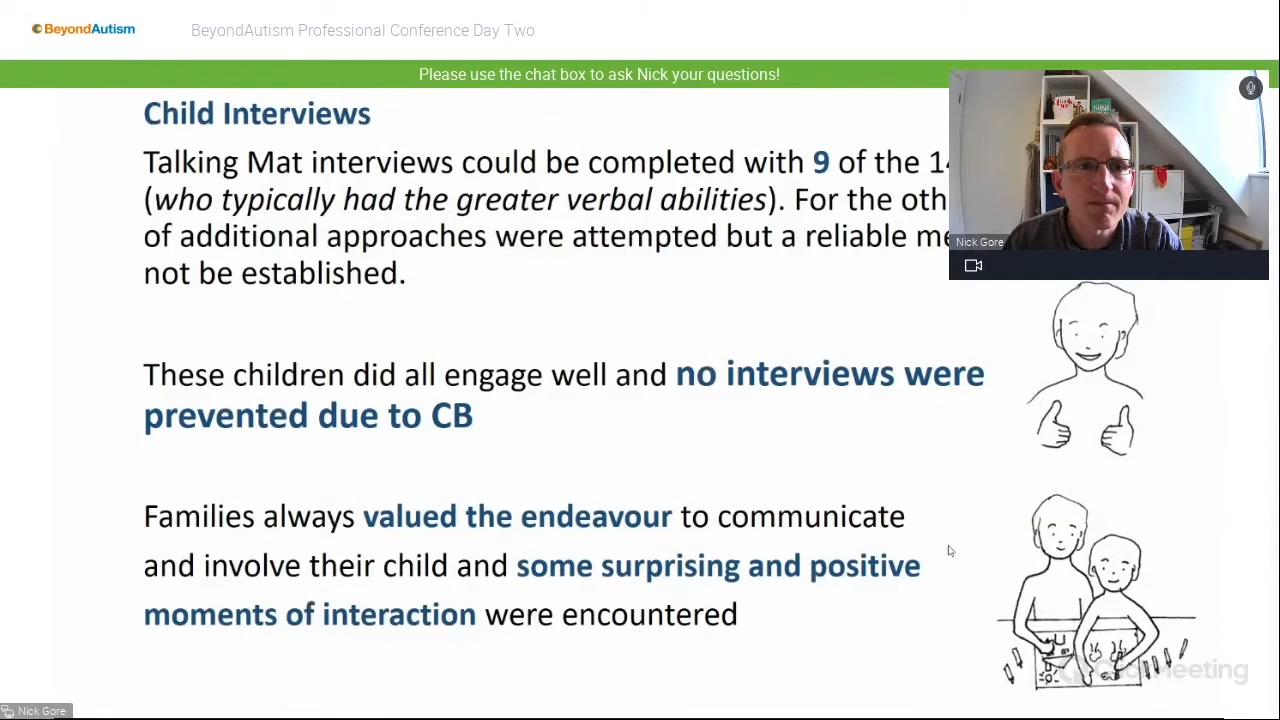 BeyondAutism
BeyondAutism Professional Conference Day Two
Please use the chat box to ask Nick your questions!
Child Interviews
Talking Mat interviews could be completed with 9 of the
(who typically had the greater verbal abilities). For the
of additional approaches were attempted but a reliable
not be established.
These children did all engage well and no interviews were
prevented due to CB
Families always valued the endeavour to communicate
and involve their child and some surprising and positive
moments of interaction were encountered
Nick Gore
ClickMeeting
Nick Gore